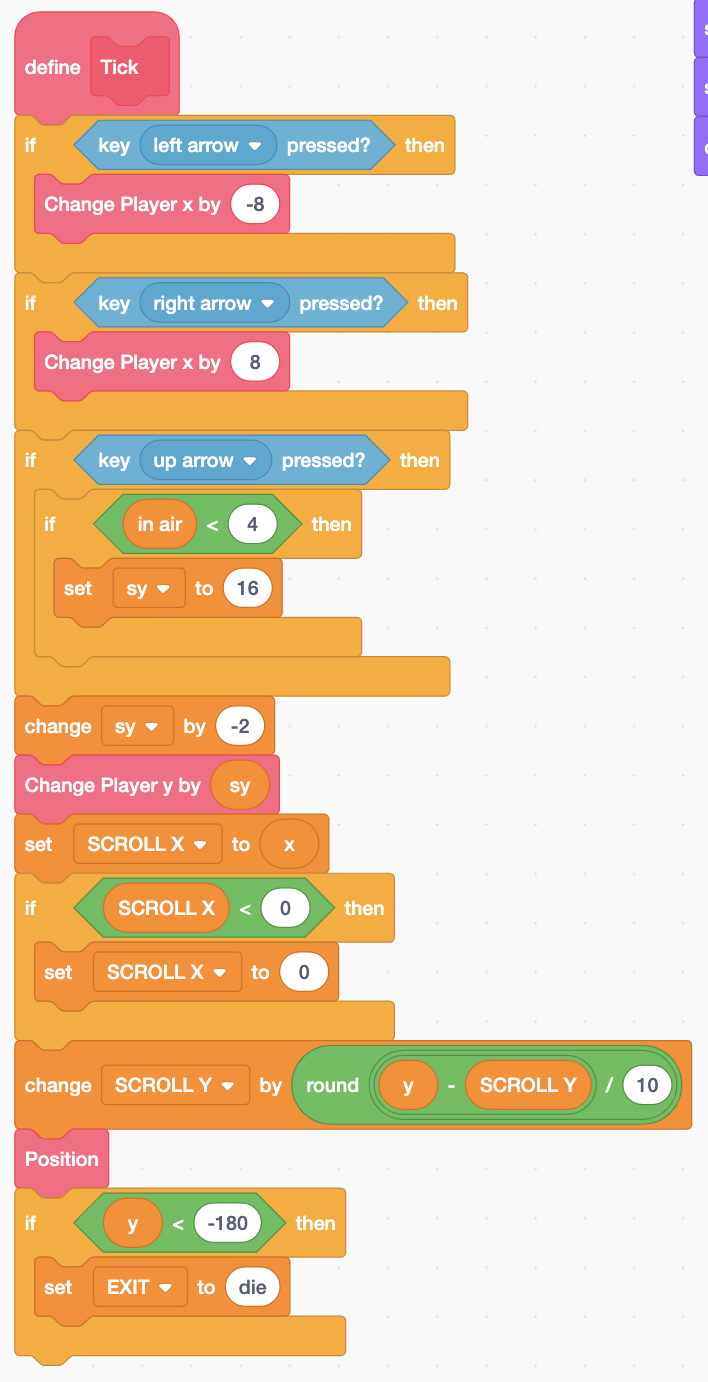 define Tick
if key left arrow pressed? then
Change Player x by -8
if key right arrow pressed? then
Change Player x by 8
if key up arrow pressed? then
if in air < 4 then
set sy to 16
change sy by -2
Change Player y by sy
set SCROLL X to x
if SCROLL X < 0 then
set SCROLL X to 0
change SCROLL Y by round y - SCROLL Y / 10
Position
if y < -180 then
set EXIT to die